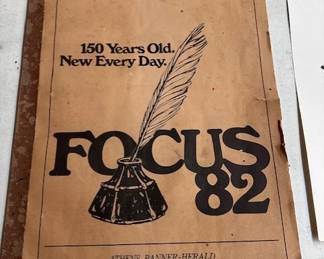 150 Years Old.
New Every Day.
FOCUS
82
ATHENS BANNER-HERALD